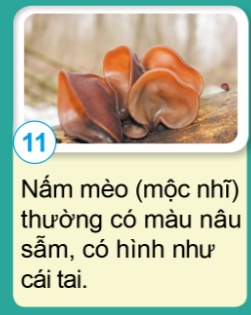 11
Nấm mèo (mộc nhĩ)
thường có màu nâu
sẫm, có hình như
cái tai.